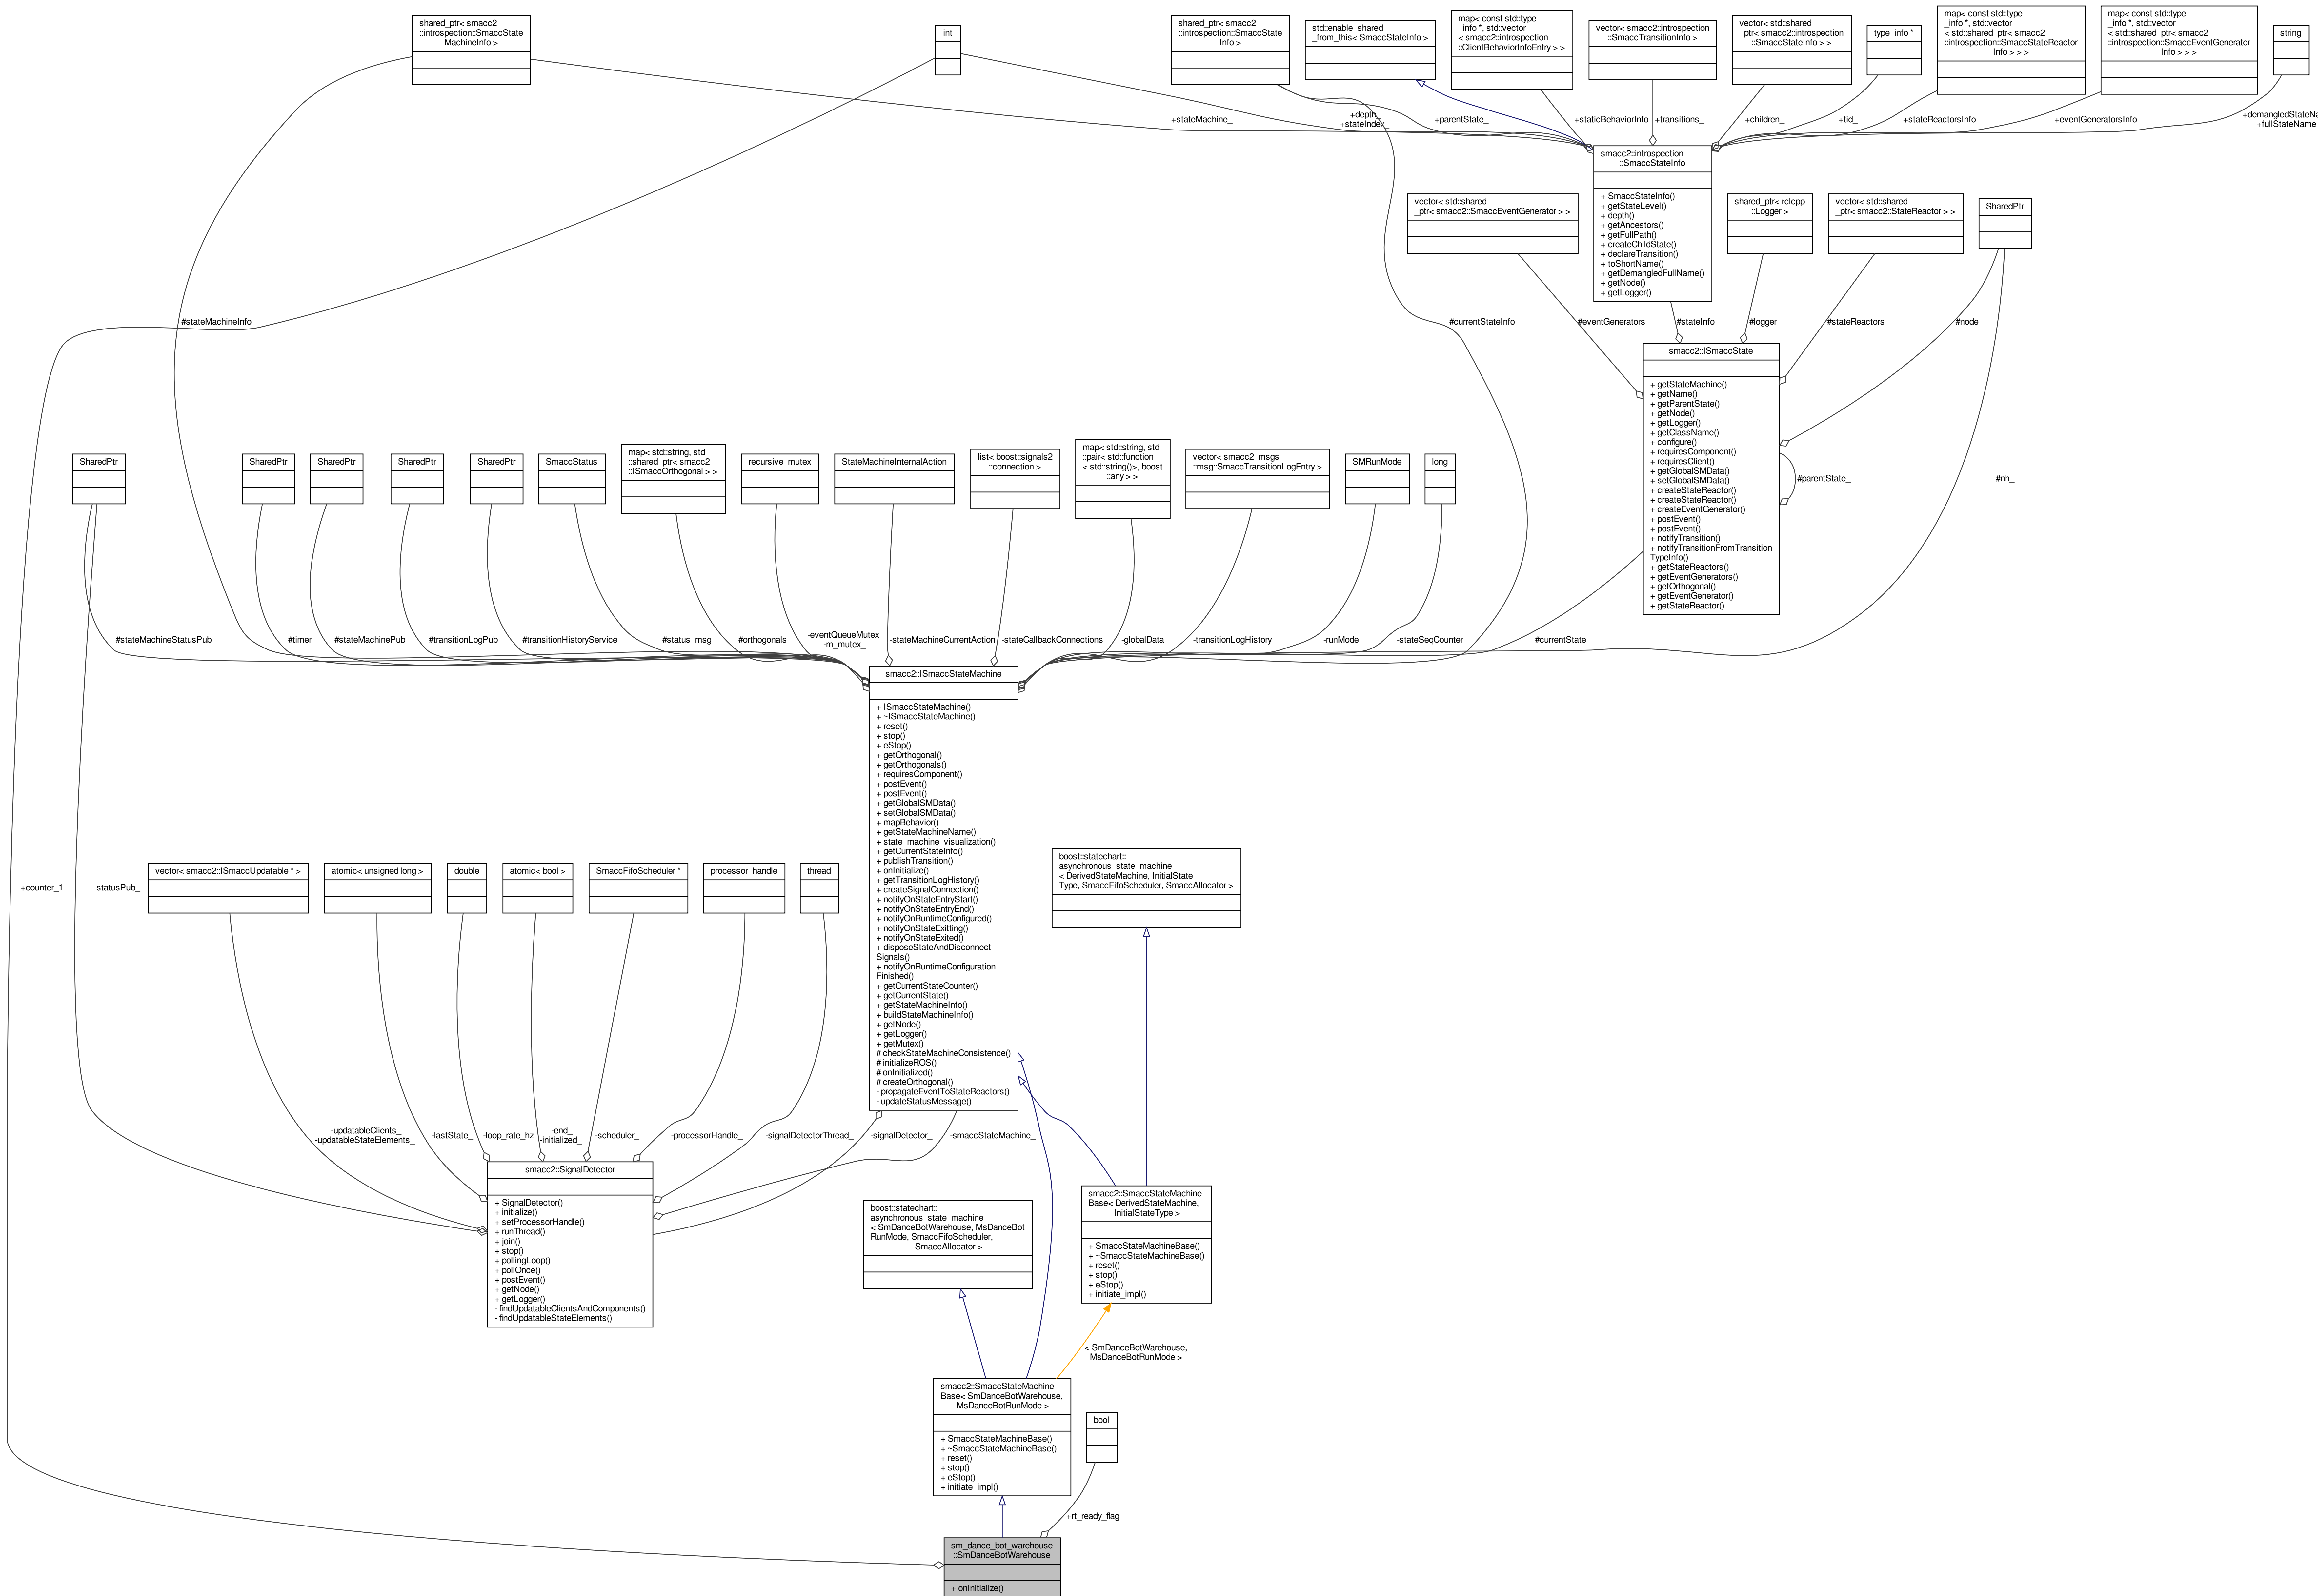 shared_ptr< smacc2
::introspection::SmaccState
MachineInfo >
int
shared_ptr< smacc2
::introspection::SmaccState
Info >
std::enable_shared
_from_this< SmaccStateInfo >
map< const std::type
_info *, std::vector
< smacc2::introspection
::ClientBehaviorInfoEntry > >
vector< smacc2::introspection
::SmaccTransitionInfo >
vector< std::shared
_ptr< smacc2::introspection
::SmaccStateInfo > >
type_info *
map< const std::type
_info *, std::vector
< std::shared_ptr< smacc2
::introspection::SmaccStateReactor
Info > > >
map< const std::type
_info *, std::vector
< std::shared_ptr< smacc2
::introspection::SmaccEventGenerator
Info > > >
string
+stateMachine_
+depth_
+stateIndex_
+parentState_
+staticBehaviorInfo
+transitions_
+children_
+tid_
+stateReactorsInfo
+eventGeneratorsInfo
+demangledStateNa
+fullStateName
smacc2::introspection
::SmaccStateInfo
+ SmaccStateInfo()
+ getStateLevel()
+ depth()
+ getAncestors()
+ getFullPath()
+ createChildState()
+ declareTransition()
+ toShortName()
+ getDemangledFullName()
+ getNode()
+ getLogger()
vector< std::shared
_ptr< smacc2::SmaccEventGenerator > >
shared_ptr< rclcpp
::Logger >
vector< std::shared
_ptr< smacc2::StateReactor > >
SharedPtr
#stateMachineInfo_
#currentStateInfo_
#eventGenerators_
#stateInfo_
#logger_
#stateReactors_
#node_
smacc2::ISmaccState
+ getStateMachine()
+ getName()
+ getParentState()
+ getNode()
+ getLogger()
+ getClassName()
+ configure()
+ requiresComponent()
+ requiresClient()
+ getGlobalSMData()
+ setGlobalSMData()
+ createStateReactor()
+ createStateReactor()
+ createEventGenerator()
+ postEvent()
+ postEvent()
+ notifyTransition()
+ notifyTransitionFromTransition
TypeInfo()
+ getStateReactors()
+ getEventGenerators()
+ getOrthogonal()
+ getEventGenerator()
+ getStateReactor()
#parentState_
#nh_
SharedPtr
SharedPtr
SharedPtr
SharedPtr
SharedPtr
SmaccStatus
map< std::string, std
::shared_ptr< smacc2
::ISmaccOrthogonal > >
recursive_mutex
StateMachineInternalAction
list< boost::signals2
::connection >
map< std::string, std
::pair< std::function
< std::string()>, boost
::any > >
vector< smacc2_msgs
::msg::SmaccTransitionLogEntry >
SMRunMode
long
#stateMachineStatusPub_
#timer_
#stateMachinePub_
#transitionLogPub_
#transitionHistoryService_
#status_msg_
#orthogonals_
-eventQueueMutex_
-m_mutex_
-stateMachineCurrentAction
-stateCallbackConnections
-globalData_
-transitionLogHistory_
-runMode_
-stateSeqCounter_
#currentState_
smacc2::ISmaccStateMachine
+ ISmaccStateMachine()
+ ~ISmaccStateMachine()
+ reset()
+ stop()
+ eStop()
+ getOrthogonal()
+ getOrthogonals()
+ requiresComponent()
+ postEvent()
+ postEvent()
+ getGlobalSMData()
+ setGlobalSMData()
+ mapBehavior()
+ getStateMachineName()
+ state_machine_visualization()
+ getCurrentStateInfo()
+ publishTransition()
+ onInitialize()
+ getTransitionLogHistory()
+ createSignalConnection()
+ notifyOnStateEntryStart()
+ notifyOnStateEntryEnd()
+ notifyOnRuntimeConfigured()
+ notifyOnStateExitting()
+ notifyOnStateExited()
+ disposeStateAndDisconnect
Signals()
+ notifyOnRuntimeConfiguration
Finished()
+ getCurrentStateCounter()
+ getCurrentState()
+ getStateMachineInfo()
+ buildStateMachineInfo()
+ getNode()
+ getLogger()
+ getMutex()
# checkStateMachineConsistence()
# initializeROS()
# onInitialized()
# createOrthogonal()
- propagateEventToStateReactors()
- updateStatusMessage()
+counter_1
-statusPub_
vector< smacc2::ISmaccUpdatable * >
atomic< unsigned long >
double
atomic< bool >
SmaccFifoScheduler *
processor_handle
thread
boost::statechart::
asynchronous_state_machine
< DerivedStateMachine, InitialState
Type, SmaccFifoScheduler, SmaccAllocator >
-updatableClients_
-updatableStateElements_
-lastState_
-loop_rate_hz
-end_
-initialized_
-scheduler_
-processorHandle_
-signalDetectorThread_
-signalDetector_
-smaccStateMachine_
smacc2::SignalDetector
+ SignalDetector()
+ initialize()
+ setProcessorHandle()
+ runThread()
+ join()
+ stop()
+ pollingLoop()
+ pollOnce()
+ postEvent()
+ getNode()
+ getLogger()
- findUpdatableClientsAndComponents()
- findUpdatableStateElements()
boost::statechart::
asynchronous_state_machine
< SmDanceBotWarehouse, MsDanceBot
RunMode, SmaccFifoScheduler,
SmaccAllocator >
smacc2::SmaccStateMachine
Base< DerivedStateMachine,
InitialStateType >
+ SmaccStateMachineBase()
+ ~SmaccStateMachineBase()
+ reset()
+ stop()
+ eStop()
+ initiate_impl()
< SmDanceBotWarehouse,
MsDanceBotRunMode >
smacc2::SmaccStateMachine
Base< SmDanceBotWarehouse,
MsDanceBotRunMode >
+ SmaccStateMachineBase()
+ ~SmaccStateMachineBase()
+ reset()
+ stop()
+ eStop()
+ initiate_impl()
bool
+rt_ready_flag
sm_dance_bot_warehouse
::SmDanceBotWarehouse
+ onInitialize()